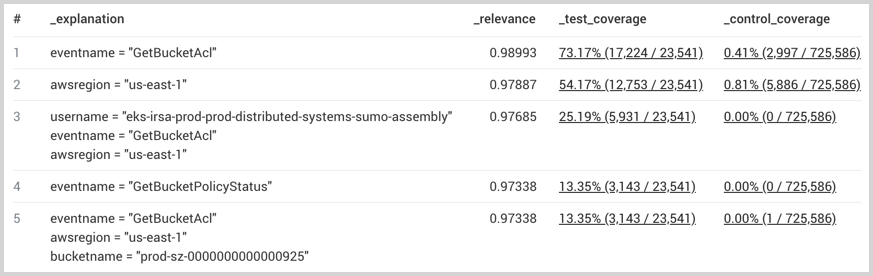 # _explanation _relevance _test_coverage _control_coverage
1 eventname = "GetBucketAcl" 0.98993 73.17% (17,224 / 23,541) 0.41% (2,997 / 725,586)
2 awsregion = "us-east-1" 0.97887 54.17% (12,753 / 23,541) 0.81% (5,886 / 725,586)
3 username = "eks-irsa-prod-prod-distributed-systems-sumo-assembly" 0.97685 25.19% (5,931 / 23,541) 0.00% (0 / 725,586)
eventname = "GetBucketAcl"
awsregion = "us-east-1"
4 eventname = "GetBucketPolicyStatus" 0.97338 13.35% (3,143 / 23,541) 0.00% (0 / 725,586)
5 eventname = "GetBucketAcl" 0.97338 13.35% (3,143 / 23,541) 0.00% (1 / 725,586)
awsregion = "us-east-1"
bucketname = "prod-sz-0000000000000925"